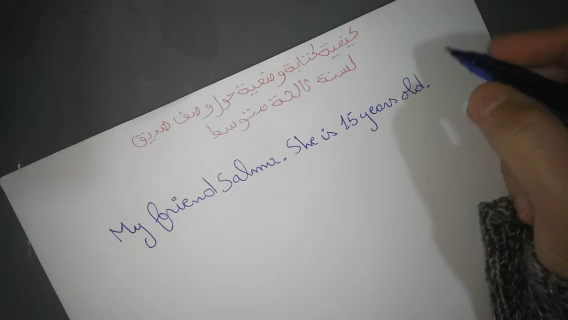 كيفية كتابة وضعية حول وصف صديق
لسنة ثالثة متوسط
My friend Salma. She is 15 years old.